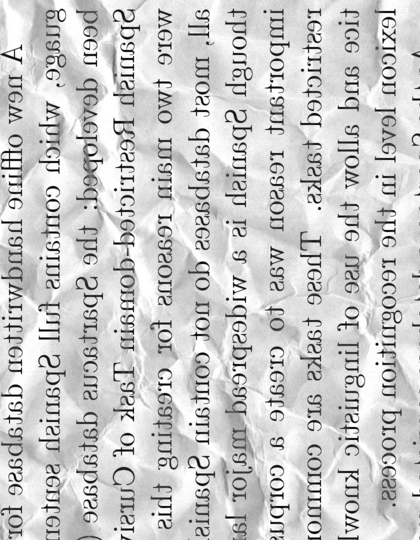 A new offline handwritten database for
guage, which contains full Spanish senten
been developed: the Spartacus database (
Spanish Restricted-domain Task of Cursiv
were two main reasons for creating this
all, most databases do not contain Spanis
though Spanish is a widespread major lan
important reason was to create a corpus
restricted tasks. These tasks are common
tice and allow the use of linguistic knowl
lexicon level in the recognition process.